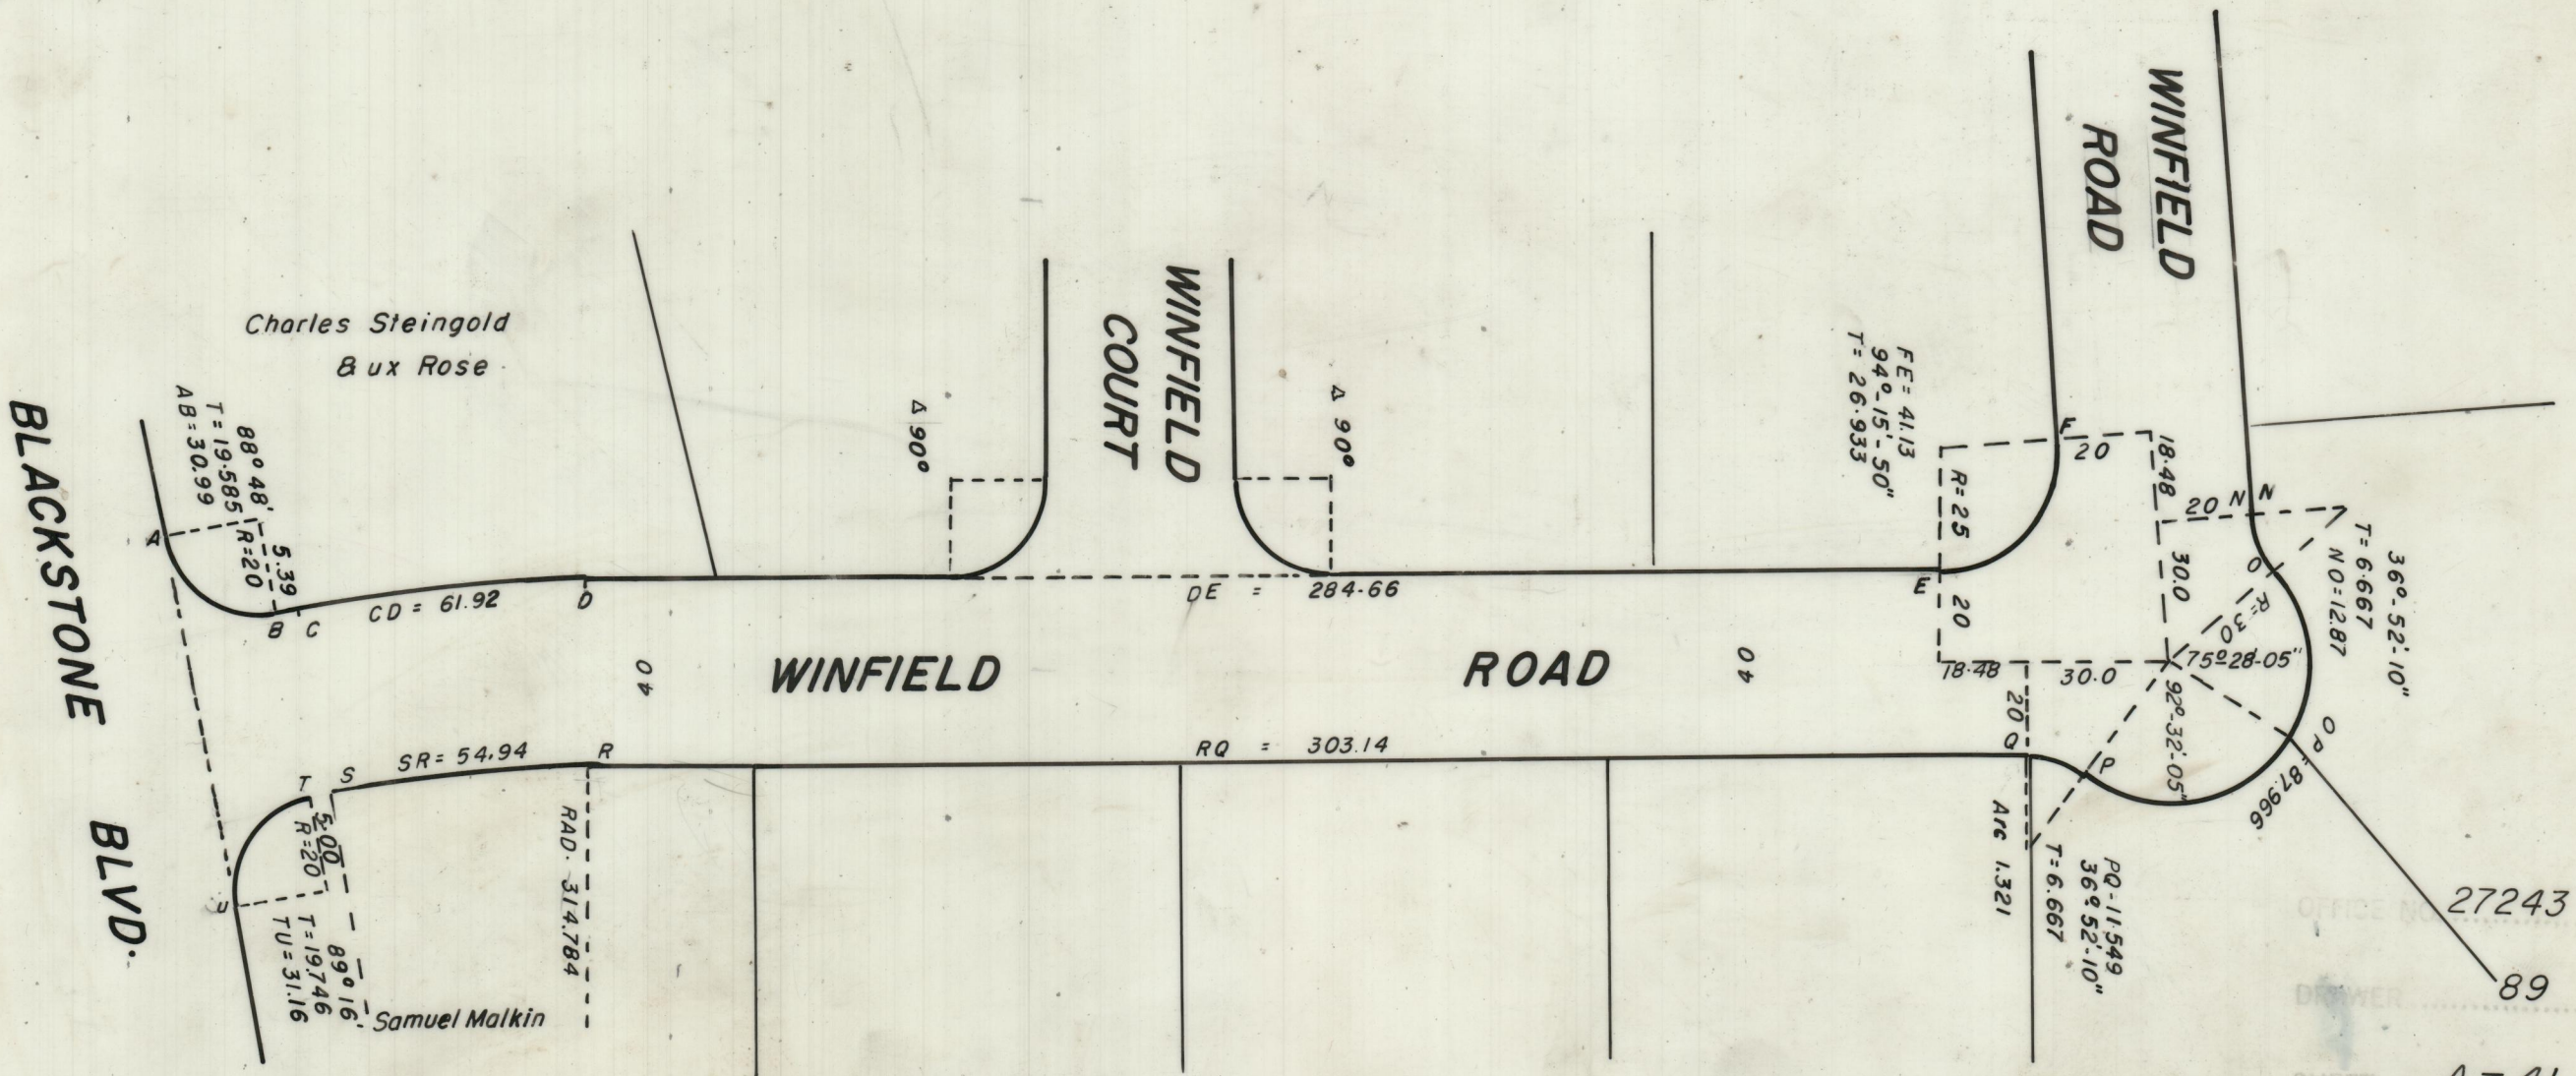 BLACKSTONE BLVD.
Charles Steingold
& ux Rose
AB = 30.99
T = 19.585
88° 48'
R=20
5.39
A
B
C
CD = 61.92
D
Δ 90°
WINFIELD
COURT
Δ 90°
DE = 284.66
FE = 41.13
94°-15'-50"
T = 26.933
R=25
E
20
F
20
18.48
WINFIELD
ROAD
20
N
N
30.0
O
R=30
T = 6.667
NO = 12.87
36°-52'-10"
75°28-05"
18.48
30.0
92°-32'-05"
20
Q
P
OP = 87.966
WINFIELD ROAD
40
40
T
S
SR = 54.94
R
RQ = 303.14
5.00
R=20
U
TU = 31.16
T = 19.746
89° 16'
Samuel Malkin
RAD. 314.784
Arc 1.321
T = 6.667
PQ - 11.549
36° 52'-10"
OFFICE NO. 27243
DRAWER
89